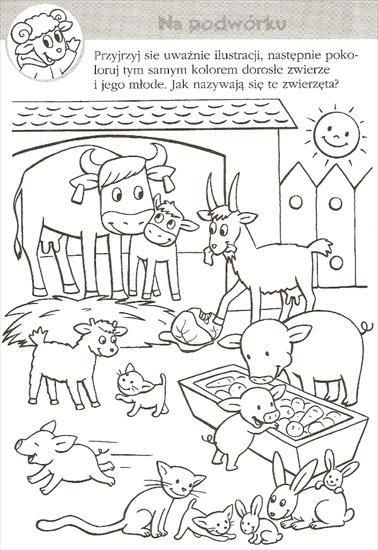 Na podwórku
Przyjrzyj sie uważnie ilustracji, następnie poko-
loruj tym samym kolorem dorosłe zwierze
i jego młode. Jak nazywają się te zwierzęta?